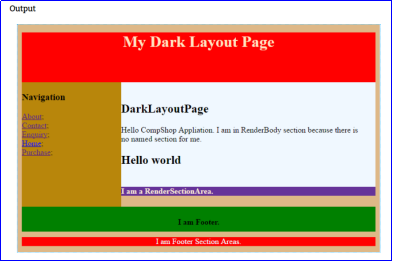 Output
My Dark Layout Page
Navigation
About:
Contact:
Enquiry:
Home:
Purchase:
DarkLayoutPage
Hello CompShop Appliation. I am in RenderBody section because there is
no named section for me.
Hello world
I am a RenderSectionArea.
I am Footer.
I am Footer Section Areas.